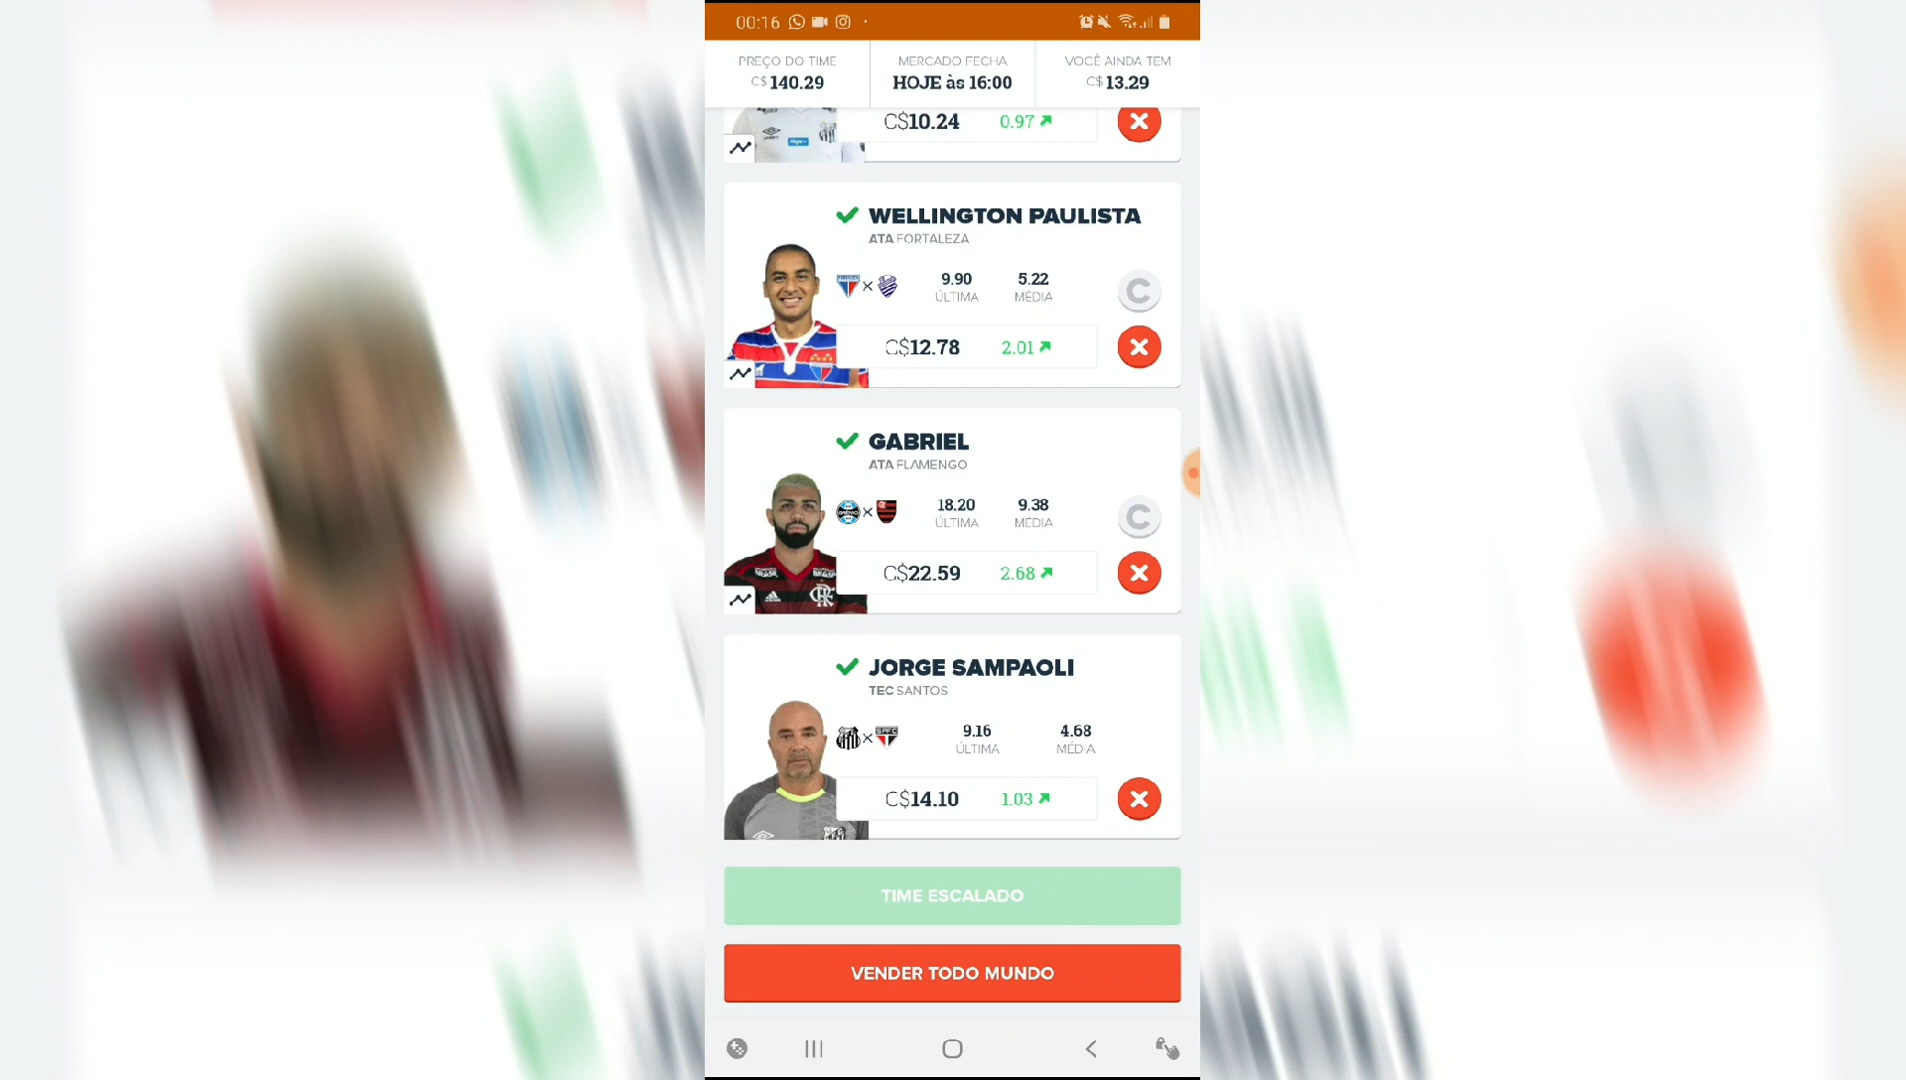 00:16
PREÇO DO TIME
C$ 140.29
MERCADO FECHA
HOJE às 16:00
VOCÊ AINDA TEM
C$ 13.29
C$10.24 0.97
WELLINGTON PAULISTA
ATA FORTALEZA
9.90 5.22
ÚLTIMA MÉDIA
C
C$12.78 2.01
GABRIEL
ATA FLAMENGO
18.20 9.38
ÚLTIMA MÉDIA
C
C$22.59 2.68
JORGE SAMPAOLI
TEC SANTOS
9.16 4.68
ÚLTIMA MÉDIA
C$14.10 1.03
TIME ESCALADO
VENDER TODO MUNDO